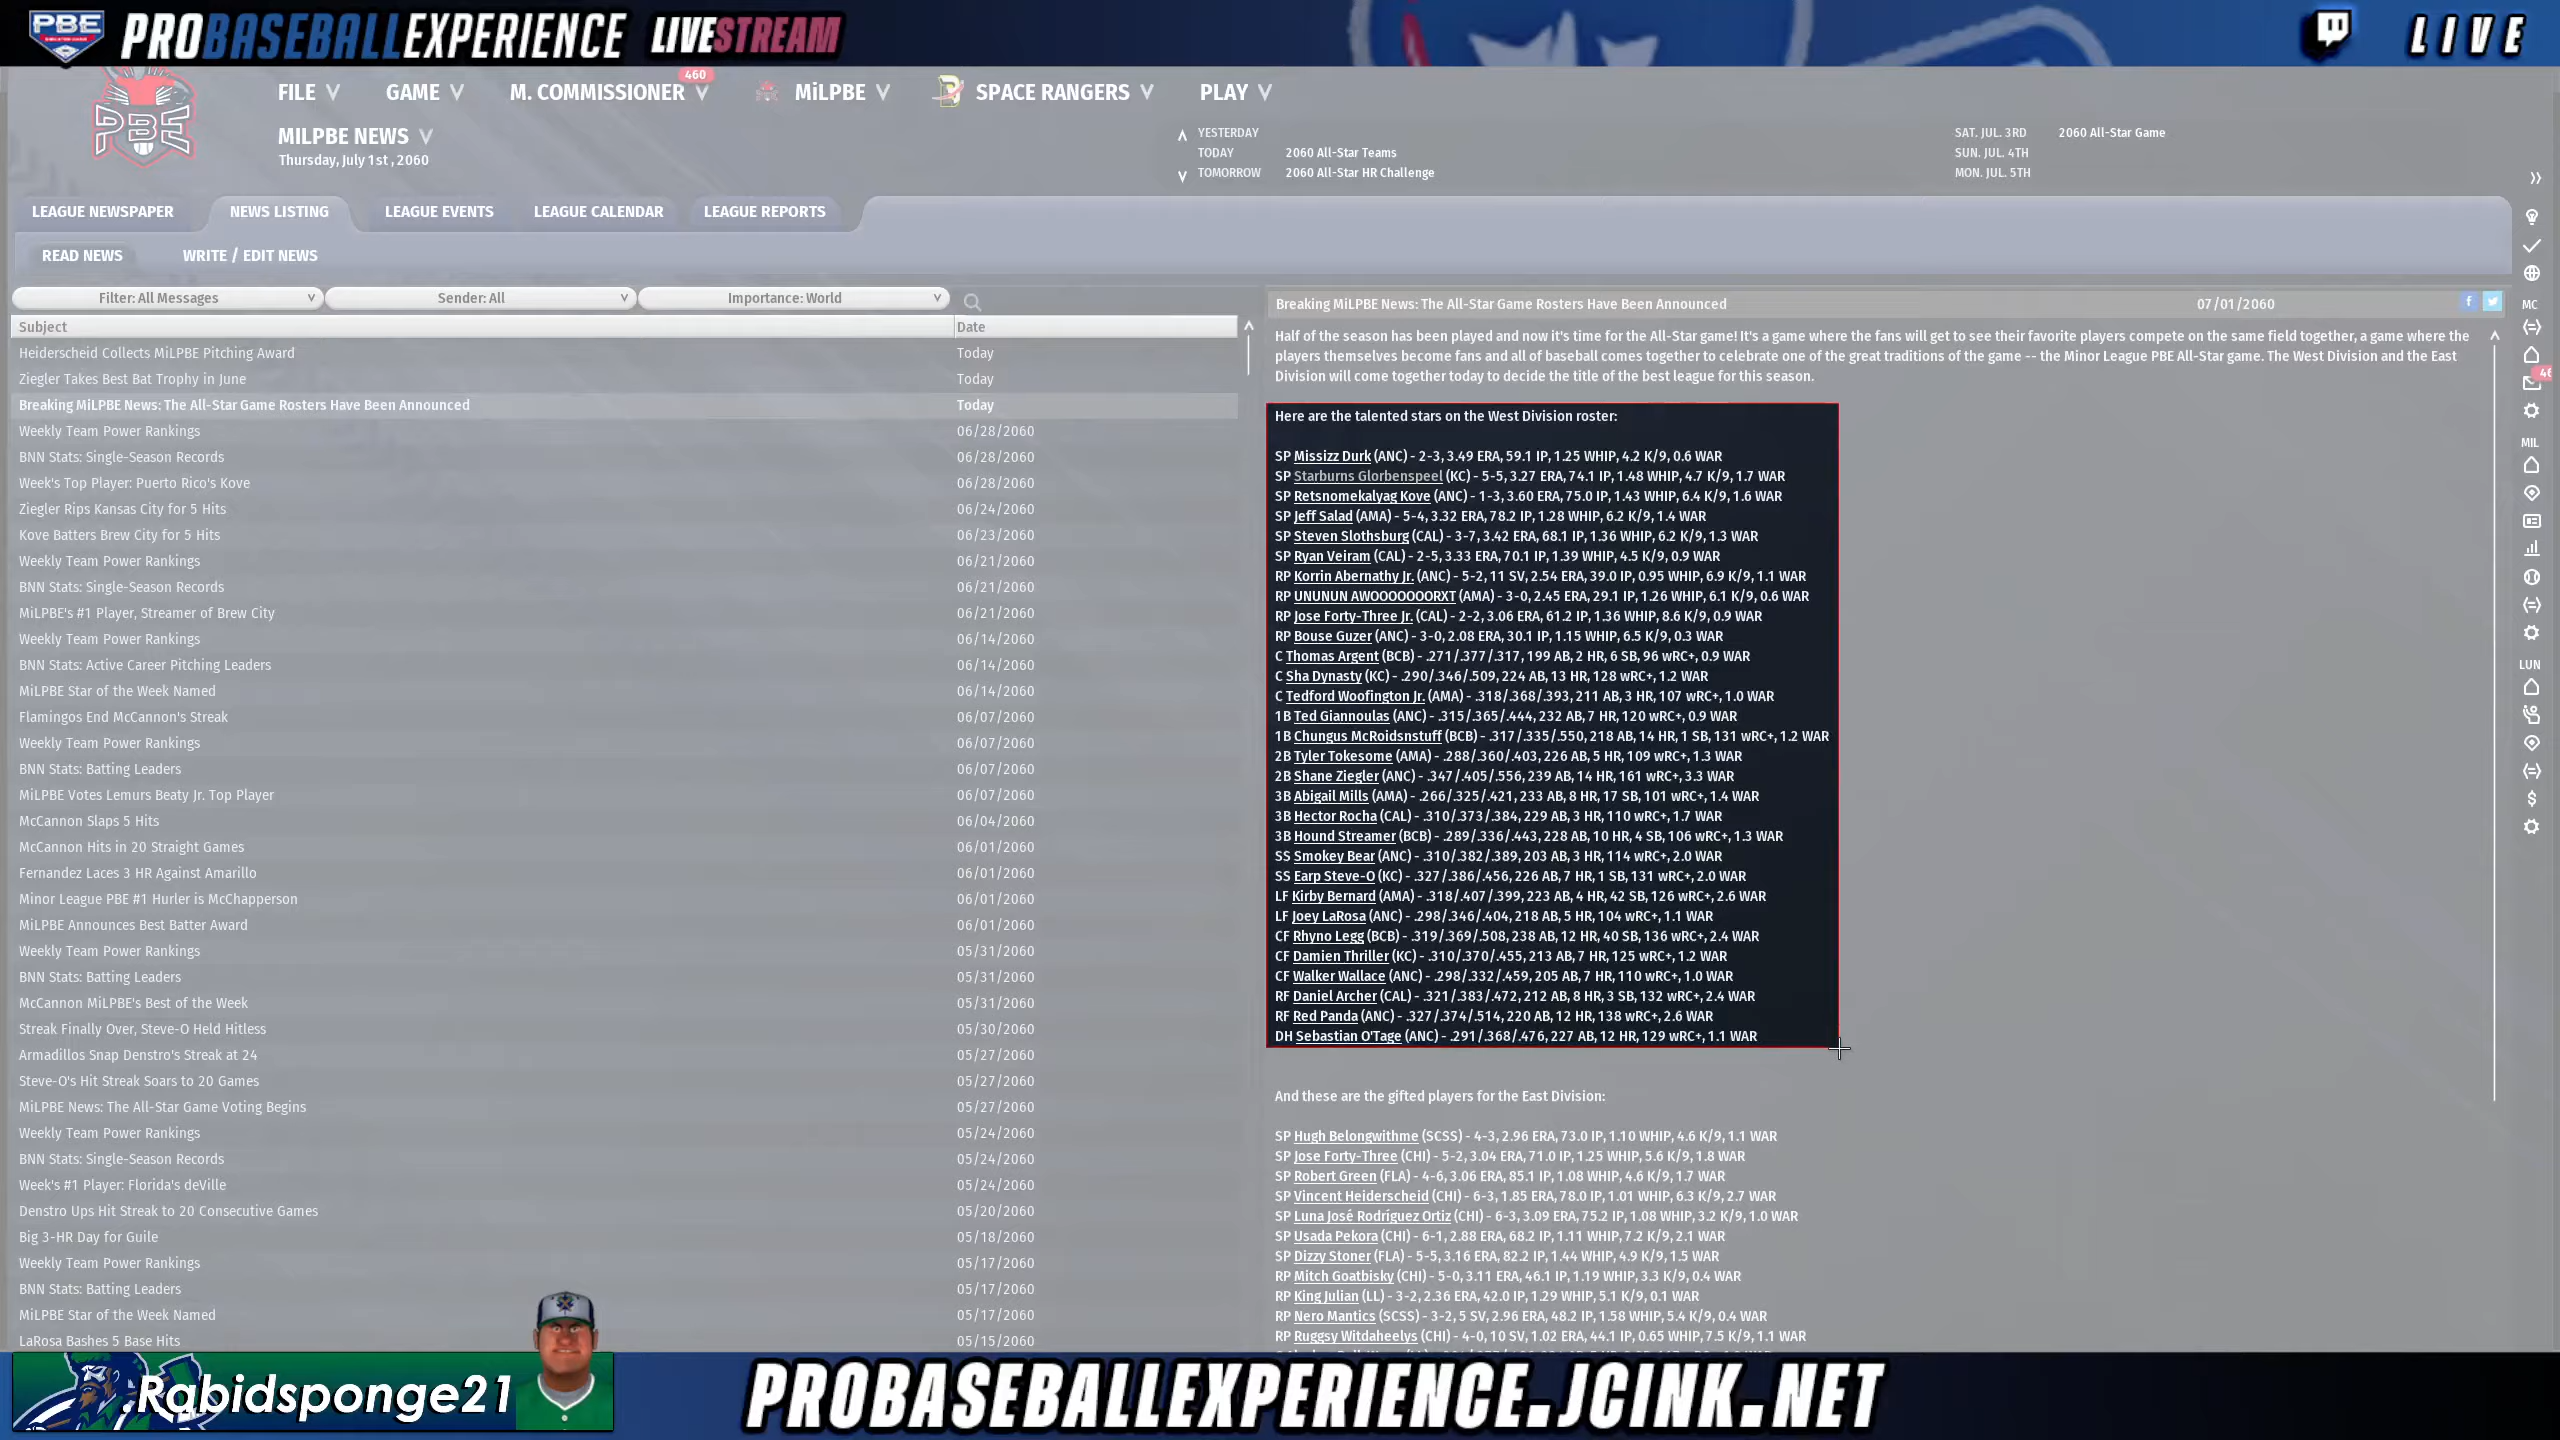 PBE PROBASEBALLEXPERIENCE LIVESTREAM LIVE
PBE
FILE GAME M. COMMISSIONER 460 MiLPBE SPACE RANGERS PLAY
MILPBE NEWS
Thursday, July 1st , 2060
YESTERDAY
TODAY 2060 All-Star Teams
TOMORROW 2060 All-Star HR Challenge
SAT. JUL. 3RD 2060 All-Star Game
SUN. JUL. 4TH
MON. JUL. 5TH
LEAGUE NEWSPAPER NEWS LISTING LEAGUE EVENTS LEAGUE CALENDAR LEAGUE REPORTS
READ NEWS WRITE / EDIT NEWS
Filter: All Messages Sender: All Importance: World
Subject Date
Heiderscheid Collects MiLPBE Pitching Award Today
Ziegler Takes Best Bat Trophy in June Today
Breaking MiLPBE News: The All-Star Game Rosters Have Been Announced Today
Weekly Team Power Rankings 06/28/2060
BNN Stats: Single-Season Records 06/28/2060
Week's Top Player: Puerto Rico's Kove 06/28/2060
Ziegler Rips Kansas City for 5 Hits 06/24/2060
Kove Batters Brew City for 5 Hits 06/23/2060
Weekly Team Power Rankings 06/21/2060
BNN Stats: Single-Season Records 06/21/2060
MiLPBE's #1 Player, Streamer of Brew City 06/21/2060
Weekly Team Power Rankings 06/14/2060
BNN Stats: Active Career Pitching Leaders 06/14/2060
MiLPBE Star of the Week Named 06/14/2060
Flamingos End McCannon's Streak 06/07/2060
Weekly Team Power Rankings 06/07/2060
BNN Stats: Batting Leaders 06/07/2060
MiLPBE Votes Lemurs Beaty Jr. Top Player 06/07/2060
McCannon Slaps 5 Hits 06/04/2060
McCannon Hits in 20 Straight Games 06/01/2060
Fernandez Laces 3 HR Against Amarillo 06/01/2060
Minor League PBE #1 Hurler is McChapperson 06/01/2060
MiLPBE Announces Best Batter Award 06/01/2060
Weekly Team Power Rankings 05/31/2060
BNN Stats: Batting Leaders 05/31/2060
McCannon MiLPBE's Best of the Week 05/31/2060
Streak Finally Over, Steve-O Held Hitless 05/30/2060
Armadillos Snap Denstro's Streak at 24 05/27/2060
Steve-O's Hit Streak Soars to 20 Games 05/27/2060
MiLPBE News: The All-Star Game Voting Begins 05/27/2060
Weekly Team Power Rankings 05/24/2060
BNN Stats: Single-Season Records 05/24/2060
Week's #1 Player: Florida's deVille 05/24/2060
Denstro Ups Hit Streak to 20 Consecutive Games 05/20/2060
Big 3-HR Day for Guile 05/18/2060
Weekly Team Power Rankings 05/17/2060
BNN Stats: Batting Leaders 05/17/2060
MiLPBE Star of the Week Named 05/17/2060
LaRosa Bashes 5 Base Hits 05/15/2060
Breaking MiLPBE News: The All-Star Game Rosters Have Been Announced 07/01/2060
Half of the season has been played and now it's time for the All-Star game! It's a game where the fans will get to see their favorite players compete on the same field together, a game where the
players themselves become fans and all of baseball comes together to celebrate one of the great traditions of the game -- the Minor League PBE All-Star game. The West Division and the East
Division will come together today to decide the title of the best league for this season.
Here are the talented stars on the West Division roster:
SP Missizz Durk (ANC) - 2-3, 3.49 ERA, 59.1 IP, 1.25 WHIP, 4.2 K/9, 0.6 WAR
SP Starburns Glorbenspeel (KC) - 5-5, 3.27 ERA, 74.1 IP, 1.48 WHIP, 4.7 K/9, 1.7 WAR
SP Retsnomekalyag Kove (ANC) - 1-3, 3.60 ERA, 75.0 IP, 1.43 WHIP, 6.4 K/9, 1.6 WAR
SP Jeff Salad (AMA) - 5-4, 3.32 ERA, 78.2 IP, 1.28 WHIP, 6.2 K/9, 1.4 WAR
SP Steven Slothsburg (CAL) - 3-7, 3.42 ERA, 68.1 IP, 1.36 WHIP, 6.2 K/9, 1.3 WAR
SP Ryan Veiram (CAL) - 2-5, 3.33 ERA, 70.1 IP, 1.39 WHIP, 4.5 K/9, 0.9 WAR
RP Korrin Abernathy Jr. (ANC) - 5-2, 11 SV, 2.54 ERA, 39.0 IP, 0.95 WHIP, 6.9 K/9, 1.1 WAR
RP UNUNUN AWOOOOOOORXT (AMA) - 3-0, 2.45 ERA, 29.1 IP, 1.26 WHIP, 6.1 K/9, 0.6 WAR
RP Jose Forty-Three Jr. (CAL) - 2-2, 3.06 ERA, 61.2 IP, 1.36 WHIP, 8.6 K/9, 0.9 WAR
RP Bouse Guzer (ANC) - 3-0, 2.08 ERA, 30.1 IP, 1.15 WHIP, 6.5 K/9, 0.3 WAR
C Thomas Argent (BCB) - .271/.377/.317, 199 AB, 2 HR, 6 SB, 96 wRC+, 0.9 WAR
C Sha Dynasty (KC) - .290/.346/.509, 224 AB, 13 HR, 128 wRC+, 1.2 WAR
C Tedford Woofington Jr. (AMA) - .318/.368/.393, 211 AB, 3 HR, 107 wRC+, 1.0 WAR
1B Ted Giannoulas (ANC) - .315/.365/.444, 232 AB, 7 HR, 120 wRC+, 0.9 WAR
1B Chungus McRoidsnstuff (BCB) - .317/.335/.550, 218 AB, 14 HR, 1 SB, 131 wRC+, 1.2 WAR
2B Tyler Tokesome (AMA) - .288/.360/.403, 226 AB, 5 HR, 109 wRC+, 1.3 WAR
2B Shane Ziegler (ANC) - .347/.405/.556, 239 AB, 14 HR, 161 wRC+, 3.3 WAR
3B Abigail Mills (AMA) - .266/.325/.421, 233 AB, 8 HR, 17 SB, 101 wRC+, 1.4 WAR
3B Hector Rocha (CAL) - .310/.373/.384, 229 AB, 3 HR, 110 wRC+, 1.7 WAR
3B Hound Streamer (BCB) - .289/.336/.443, 228 AB, 10 HR, 4 SB, 106 wRC+, 1.3 WAR
SS Smokey Bear (ANC) - .310/.382/.389, 203 AB, 3 HR, 114 wRC+, 2.0 WAR
SS Earp Steve-O (KC) - .327/.386/.456, 226 AB, 7 HR, 1 SB, 131 wRC+, 2.0 WAR
LF Kirby Bernard (AMA) - .318/.407/.399, 223 AB, 4 HR, 42 SB, 126 wRC+, 2.6 WAR
LF Joey LaRosa (ANC) - .298/.346/.404, 218 AB, 5 HR, 104 wRC+, 1.1 WAR
CF Rhyno Legg (BCB) - .319/.369/.508, 238 AB, 12 HR, 40 SB, 136 wRC+, 2.4 WAR
CF Damien Thriller (KC) - .310/.370/.455, 213 AB, 7 HR, 125 wRC+, 1.2 WAR
CF Walker Wallace (ANC) - .298/.332/.459, 205 AB, 7 HR, 110 wRC+, 1.0 WAR
RF Daniel Archer (CAL) - .321/.383/.472, 212 AB, 8 HR, 3 SB, 132 wRC+, 2.4 WAR
RF Red Panda (ANC) - .327/.374/.514, 220 AB, 12 HR, 138 wRC+, 2.6 WAR
DH Sebastian O'Tage (ANC) - .291/.368/.476, 227 AB, 12 HR, 129 wRC+, 1.1 WAR
And these are the gifted players for the East Division:
SP Hugh Belongwithme (SCSS) - 4-3, 2.96 ERA, 73.0 IP, 1.10 WHIP, 4.6 K/9, 1.1 WAR
SP Jose Forty-Three (CHI) - 5-2, 3.04 ERA, 71.0 IP, 1.25 WHIP, 5.6 K/9, 1.8 WAR
SP Robert Green (FLA) - 4-6, 3.06 ERA, 85.1 IP, 1.08 WHIP, 4.6 K/9, 1.7 WAR
SP Vincent Heiderscheid (CHI) - 6-3, 1.85 ERA, 78.0 IP, 1.01 WHIP, 6.3 K/9, 2.7 WAR
SP Luna José Rodríguez Ortiz (CHI) - 6-3, 3.09 ERA, 75.2 IP, 1.08 WHIP, 3.2 K/9, 1.0 WAR
SP Usada Pekora (CHI) - 6-1, 2.88 ERA, 68.2 IP, 1.11 WHIP, 7.2 K/9, 2.1 WAR
SP Dizzy Stoner (FLA) - 5-5, 3.16 ERA, 82.2 IP, 1.44 WHIP, 4.9 K/9, 1.5 WAR
RP Mitch Goatbisky (CHI) - 5-0, 3.11 ERA, 46.1 IP, 1.19 WHIP, 3.3 K/9, 0.4 WAR
RP King Julian (LL) - 3-2, 2.36 ERA, 42.0 IP, 1.29 WHIP, 5.1 K/9, 0.1 WAR
RP Nero Mantics (SCSS) - 3-2, 5 SV, 2.96 ERA, 48.2 IP, 1.58 WHIP, 5.4 K/9, 0.4 WAR
RP Ruggsy Witdaheelys (CHI) - 4-0, 10 SV, 1.02 ERA, 44.1 IP, 0.65 WHIP, 7.5 K/9, 1.1 WAR
MC
46
MIL
LUN
Rabidsponge21
PROBASEBALLEXPERIENCE.JCINK.NET